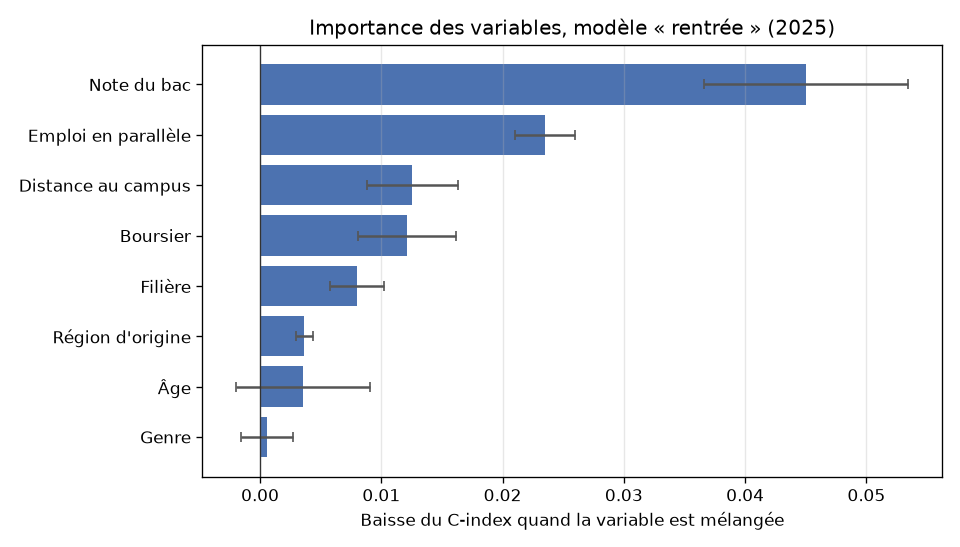 Importance des variables, modèle « rentrée » (2025)
Note du bac
Emploi en parallèle
Distance au campus
Boursier
Filière
Région d'origine
Âge
Genre
0.00 0.01 0.02 0.03 0.04 0.05
Baisse du C-index quand la variable est mélangée